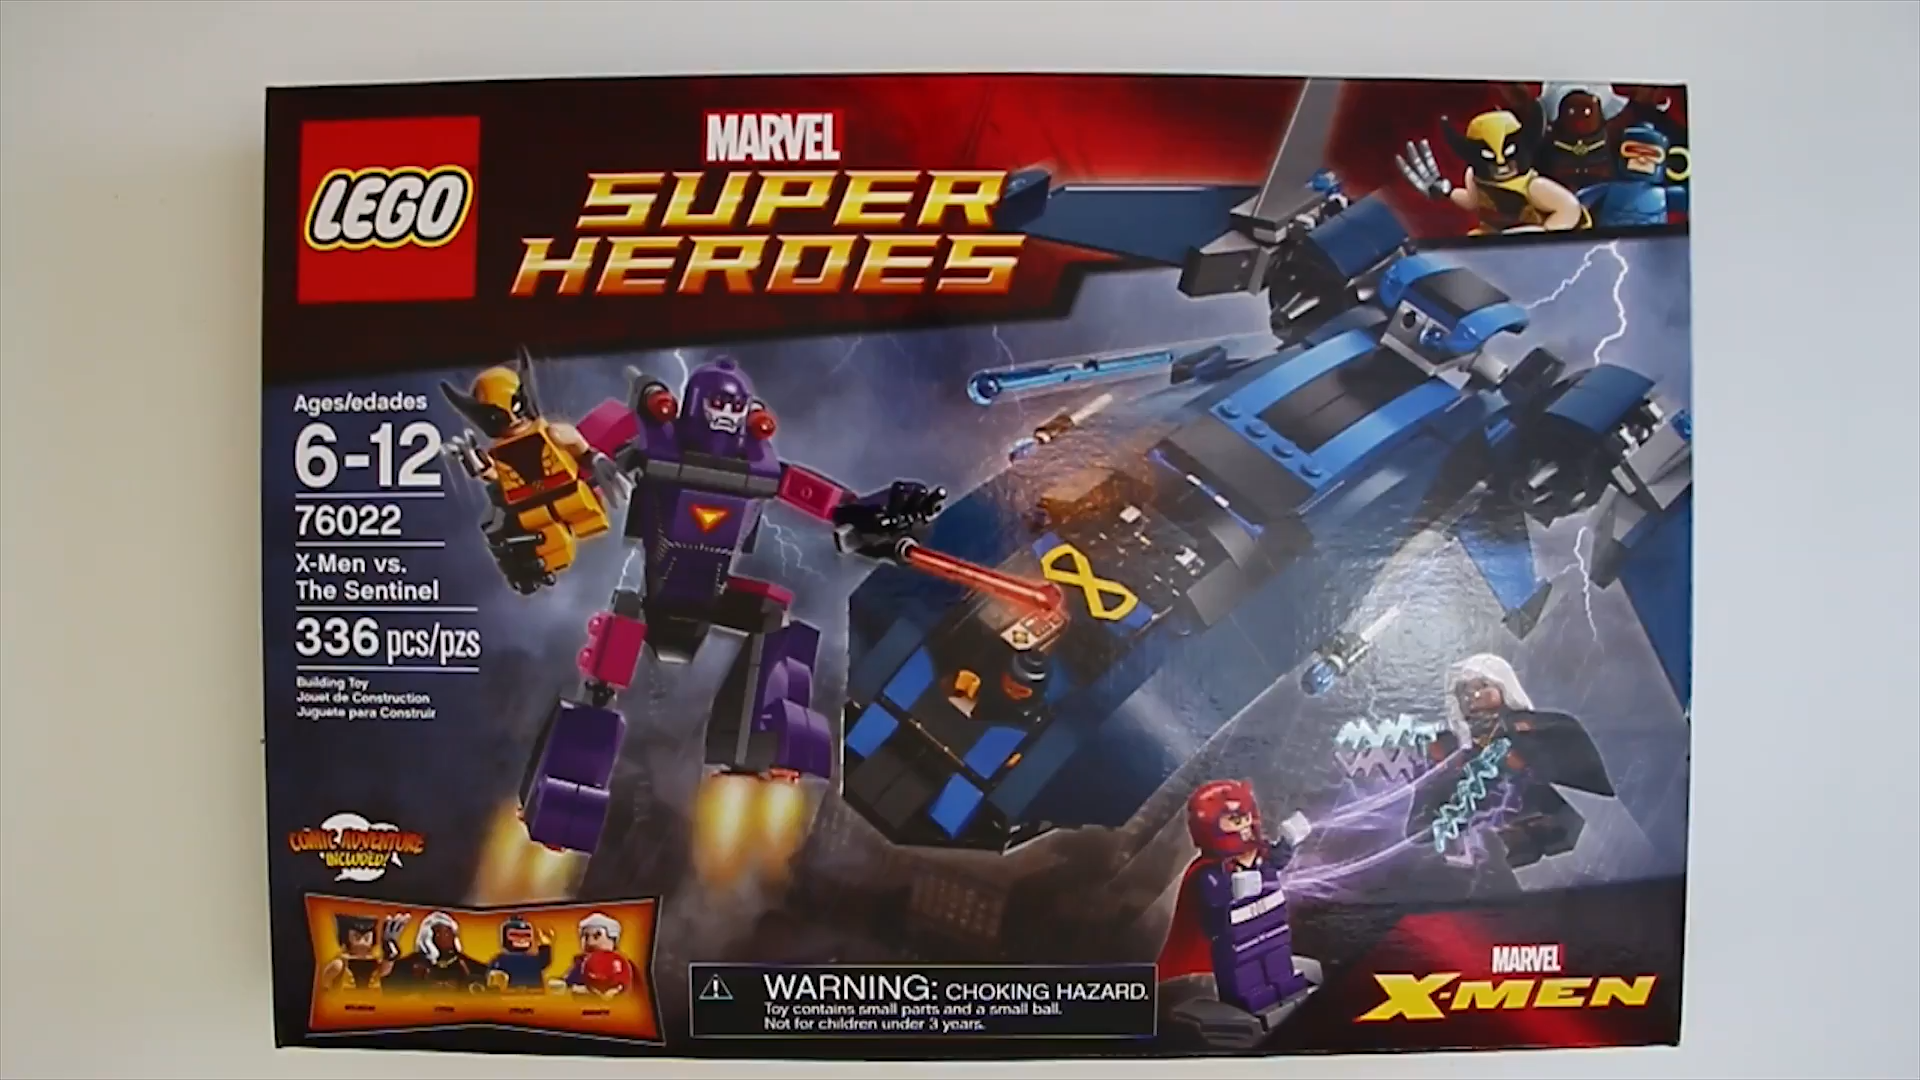 LEGO
MARVEL
SUPER
HEROES
Ages/edades
6-12
76022
X-Men vs.
The Sentinel
336 pcs/pzs
Building Toy
Jouet de Construction
Juguete para Construir
COMIC ADVENTURE
INCLUDED!
WARNING: CHOKING HAZARD.
Toy contains small parts and a small ball.
Not for children under 3 years.
MARVEL
X-MEN